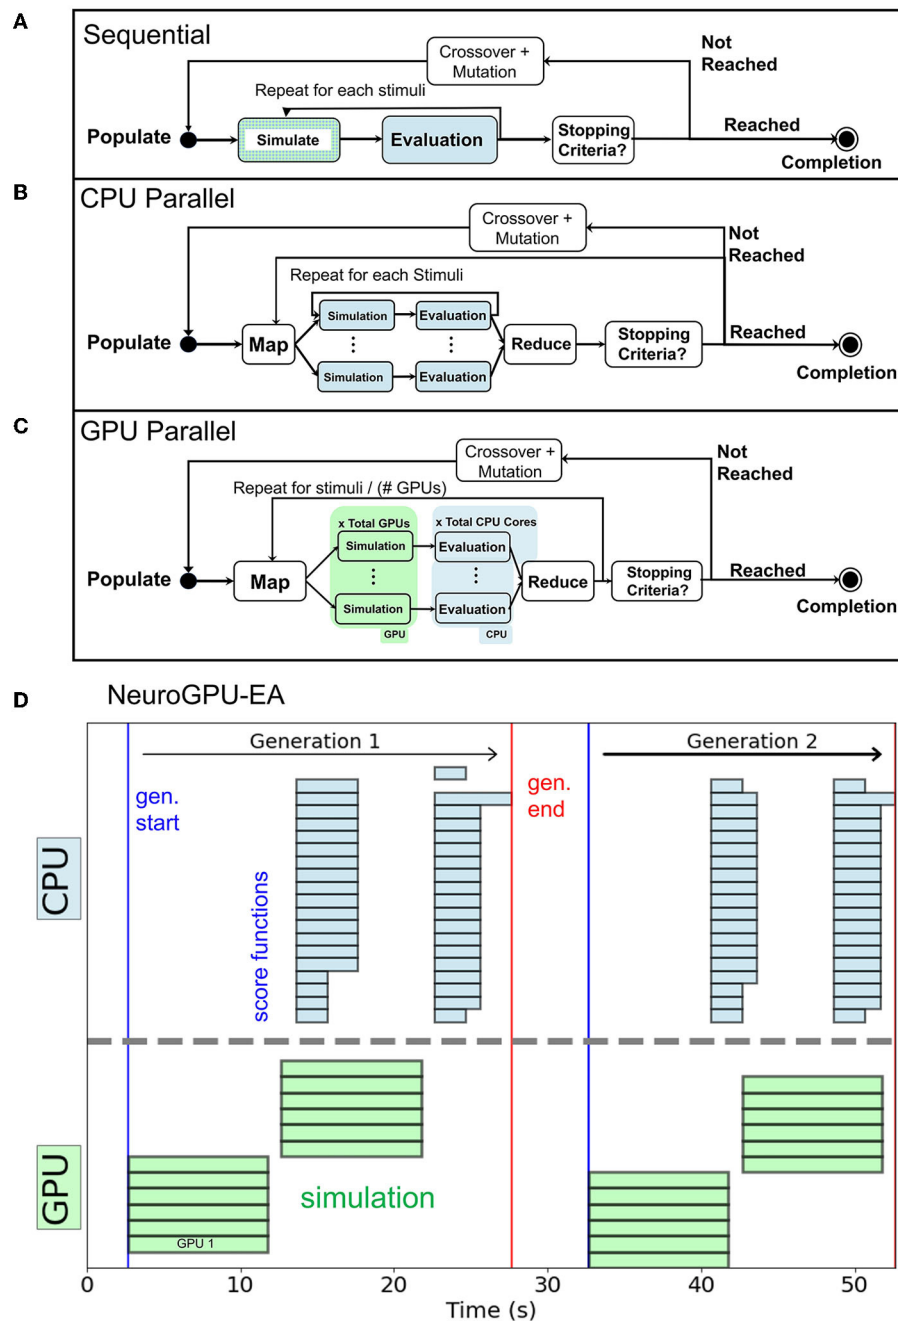 A
Sequential
Crossover +
Mutation
Not
Reached
Repeat for each stimuli
Populate
Simulate
Evaluation
Stopping
Criteria?
Reached
Completion
B
CPU Parallel
Crossover +
Mutation
Not
Reached
Repeat for each Stimuli
Populate
Map
Simulation
Evaluation
Simulation
Evaluation
Reduce
Stopping
Criteria?
Reached
Completion
C
GPU Parallel
Crossover +
Mutation
Not
Reached
Repeat for stimuli / (# GPUs)
x Total GPUs
x Total CPU Cores
Populate
Map
Simulation
Evaluation
Simulation
Evaluation
GPU
CPU
Reduce
Stopping
Criteria?
Reached
Completion
D
NeuroGPU-EA
Generation 1
Generation 2
gen.
start
gen.
end
CPU
score functions
GPU
simulation
GPU 1
0 10 20 30 40 50
Time (s)